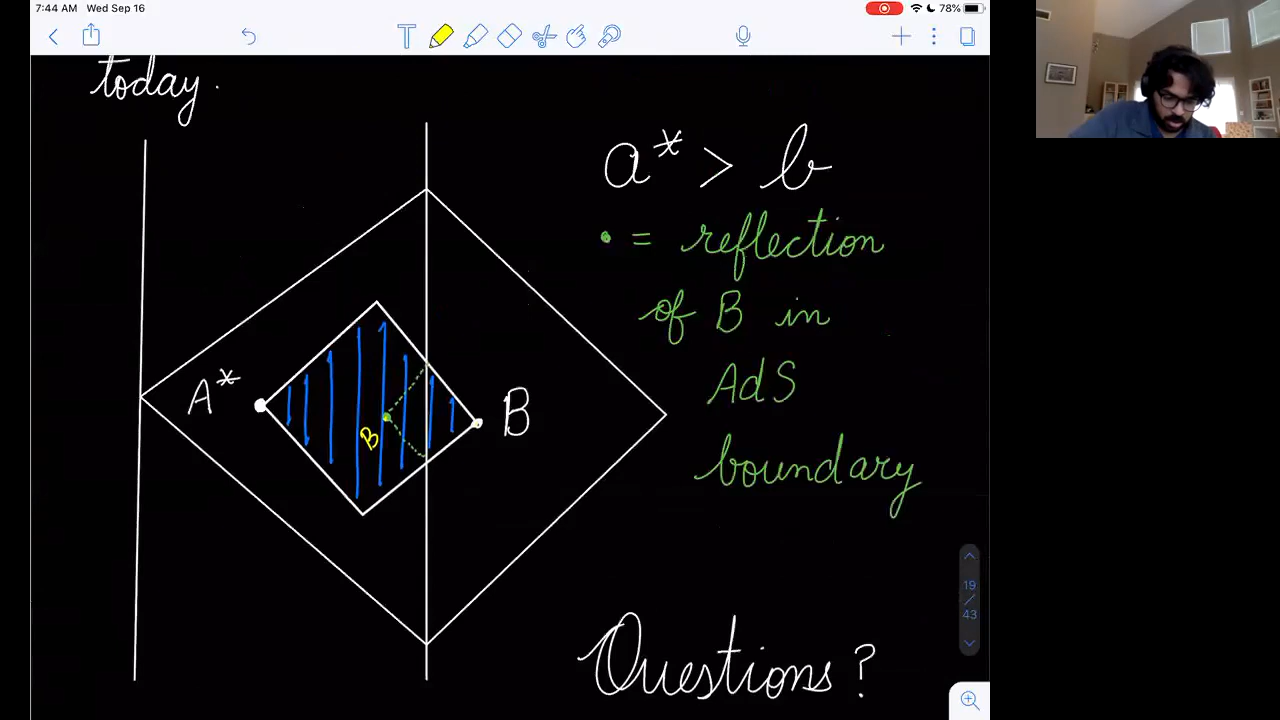 7:44 AM Wed Sep 16
78%
T
today.
a* > b
• = reflection
of B in
AdS
boundary
A*
B
B
19
/
43
Questions?